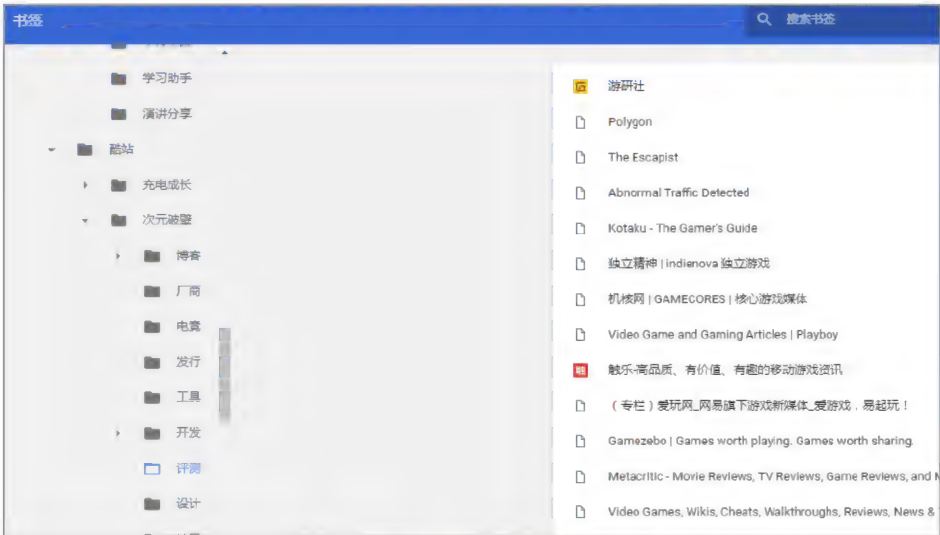 书签
搜索书签
学习助手
演讲分享
酷站
充电成长
次元破壁
博客
厂商
电竞
发行
工具
开发
评测
设计
游研社
Polygon
The Escapist
Abnormal Traffic Detected
Kotaku - The Gamer's Guide
独立精神 | indienova 独立游戏
机核网 | GAMECORES | 核心游戏媒体
Video Game and Gaming Articles | Playboy
触乐-高品质、有价值、有趣的移动游戏资讯
（专栏）爱玩网_网易旗下游戏新媒体_爱游戏，易起玩！
Gamezebo | Games worth playing. Games worth sharing.
Metacritic - Movie Reviews, TV Reviews, Game Reviews, and
Video Games, Wikis, Cheats, Walkthroughs, Reviews, News &